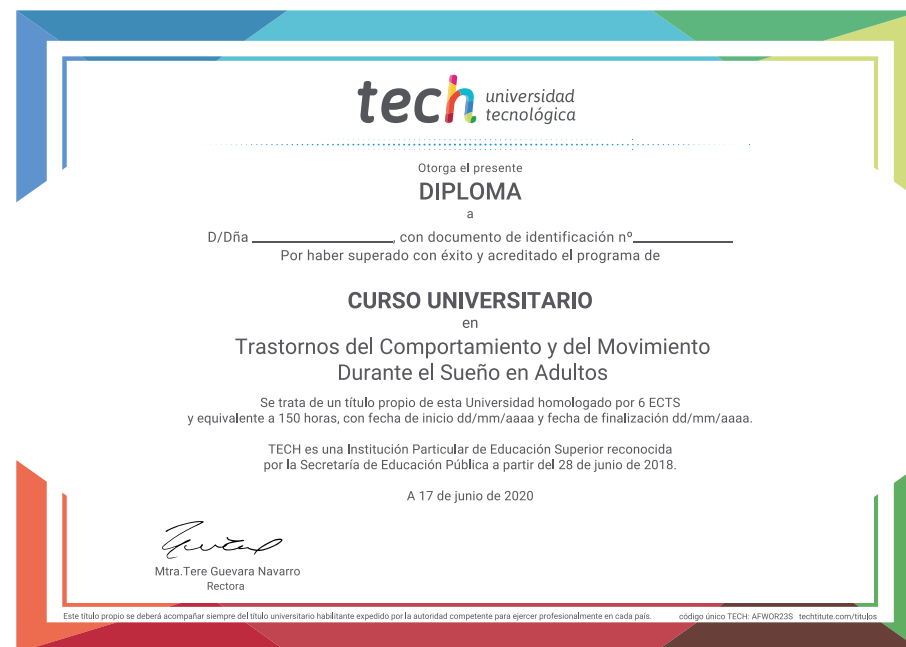 tech universidad
tecnológica
Otorga el presente
DIPLOMA
a
D/Dña ____________________, con documento de identificación nº______________
Por haber superado con éxito y acreditado el programa de
CURSO UNIVERSITARIO
en
Trastornos del Comportamiento y del Movimiento
Durante el Sueño en Adultos
Se trata de un título propio de esta Universidad homologado por 6 ECTS
y equivalente a 150 horas, con fecha de inicio dd/mm/aaaa y fecha de finalización dd/mm/aaaa.
TECH es una Institución Particular de Educación Superior reconocida
por la Secretaría de Educación Pública a partir del 28 de junio de 2018.
A 17 de junio de 2020
Mtra.Tere Guevara Navarro
Rectora
Este título propio se deberá acompañar siempre del título universitario habilitante expedido por la autoridad competente para ejercer profesionalmente en cada país. código único TECH: AFWOR23S techtitute.com/titulos